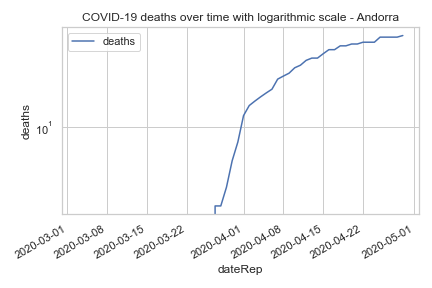 COVID-19 deaths over time with logarithmic scale - Andorra
deaths
deaths
10¹
2020-03-01
2020-03-08
2020-03-15
2020-03-22
2020-04-01
2020-04-08
2020-04-15
2020-04-22
2020-05-01
dateRep